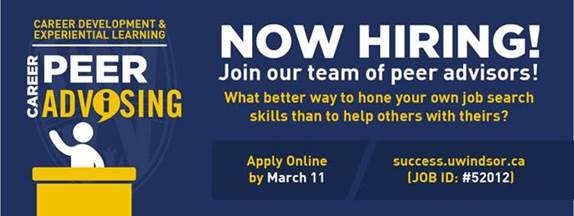 CAREER DEVELOPMENT &
EXPERIENTIAL LEARNING
CAREER
PEER
ADVISING
NOW HIRING!
Join our team of peer advisors!
What better way to hone your own job search
skills than to help others with theirs?
Apply Online
by March 11
success.uwindsor.ca
(JOB ID: #52012)